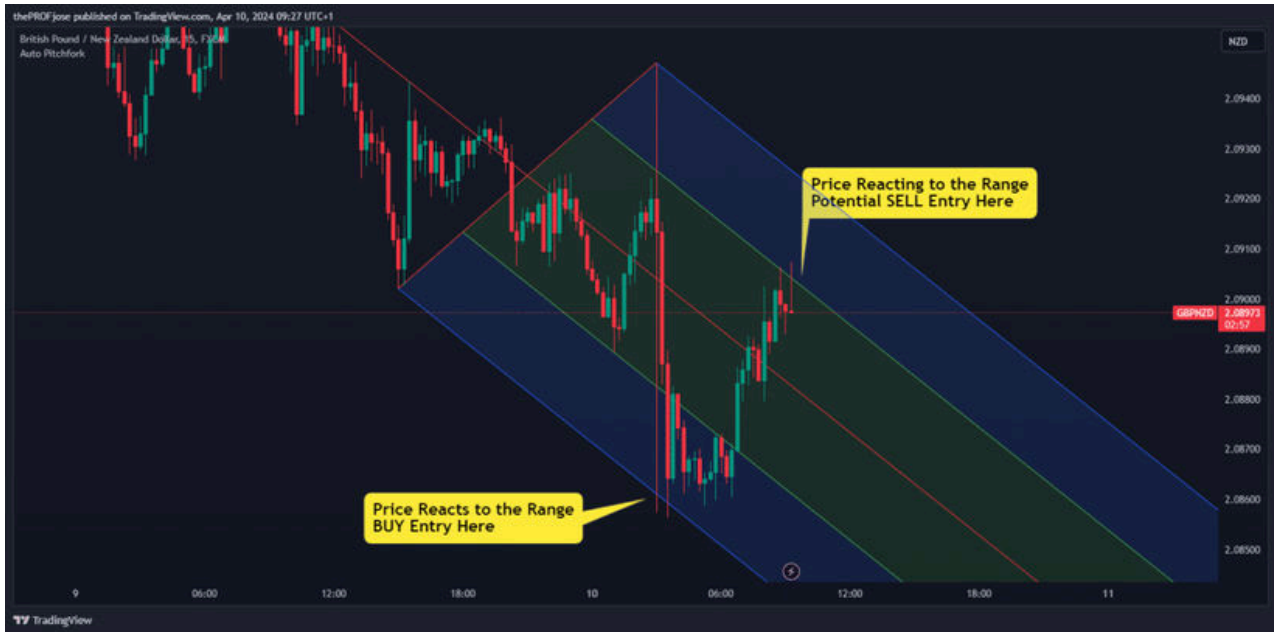 thePROFjose published on TradingView.com, Apr 10, 2024 09:27 UTC+1
British Pound / New Zealand Dollar, 15,
NZD
Auto Pitchfork
2.09400
2.09300
Price Reacting to the Range
Potential SELL Entry Here
2.09200
2.09100
2.09000
GBPNZD 2.08973
02:57
2.08900
2.08800
2.08700
2.08600
Price Reacts to the Range
BUY Entry Here
2.08500
9 06:00 12:00 18:00 10 06:00 12:00 18:00 11
TradingView